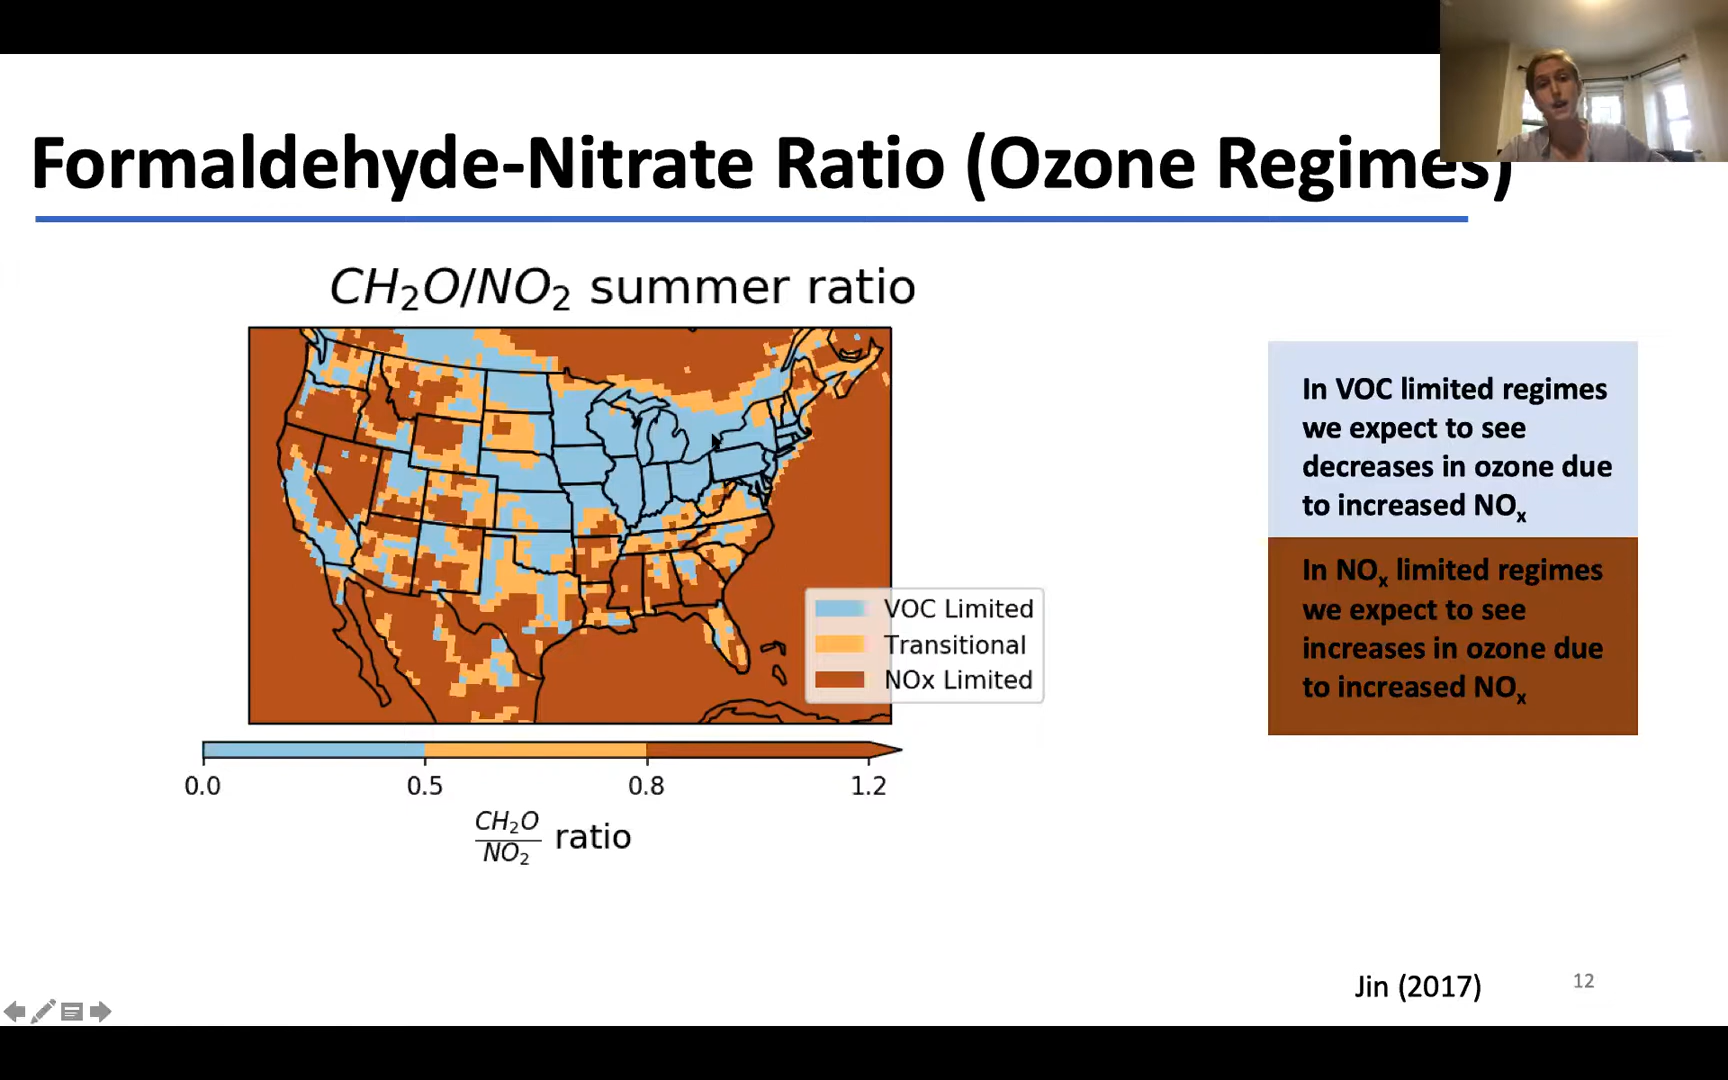 Formaldehyde-Nitrate Ratio (Ozone Regimes)
CH₂O/NO₂ summer ratio
VOC Limited
Transitional
NOx Limited
0.0 0.5 0.8 1.2
CH₂O
NO₂
ratio
In VOC limited regimes
we expect to see
decreases in ozone due
to increased NOₓ
In NOₓ limited regimes
we expect to see
increases in ozone due
to increased NOₓ
Jin (2017)
12